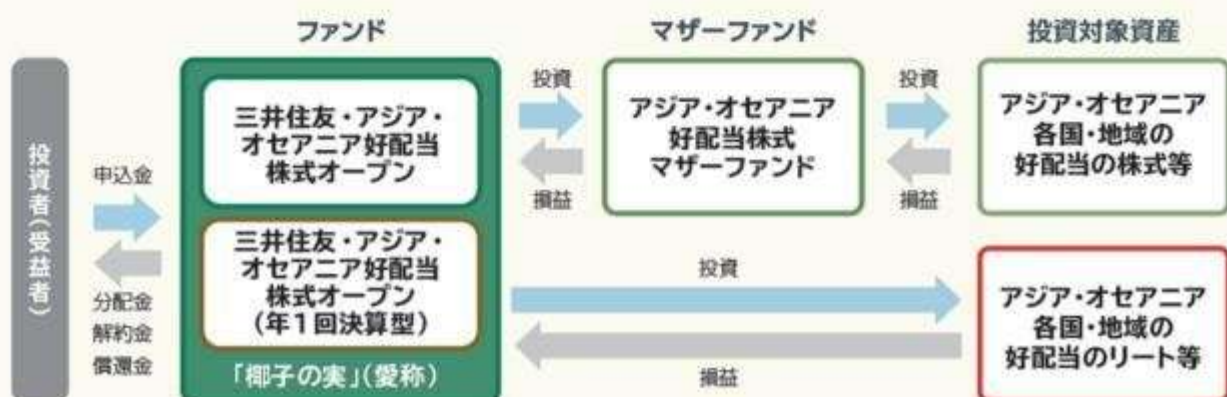 ファンド
マザーファンド
投資対象資産
投資者(受益者)
申込金
分配金
解約金
償還金
三井住友・アジア・
オセアニア好配当
株式オープン
三井住友・アジア・
オセアニア好配当
株式オープン
(年1回決算型)
「椰子の実」(愛称)
投資
損益
アジア・オセアニア
好配当株式
マザーファンド
投資
損益
アジア・オセアニア
各国・地域の
好配当の株式等
投資
損益
アジア・オセアニア
各国・地域の
好配当のリート等